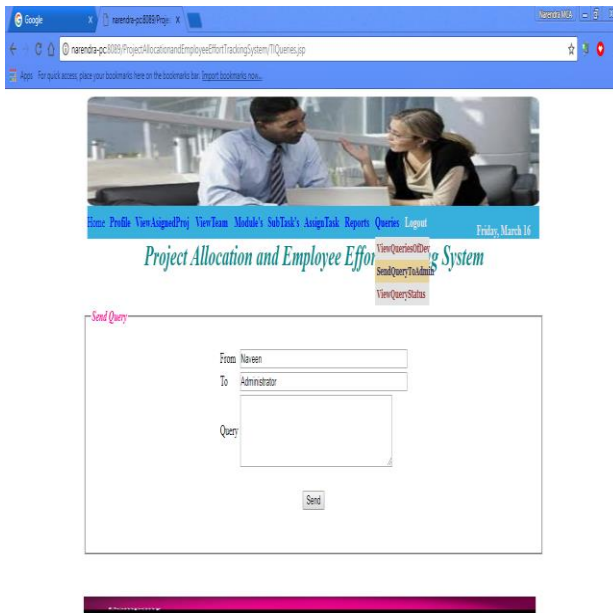 Google
narendra-pc:8089/Proje
Narendra MCA
narendra-pc:8089/ProjectAllocationandEmployeeEffortTrackingSystem/TlQueries.jsp
Apps For quick access, place your bookmarks here on the bookmarks bar. Import bookmarks now...
Home Profile ViewAsignedProj ViewTeam Module's SubTask's AssignTask Reports Queries Logout
Friday, March 16
Project Allocation and Employee Effor g System
ViewQueriesOfDev
SendQueryToAdmin
ViewQueryStatus
Send Query
From Naveen
To Administrator
Query
Send